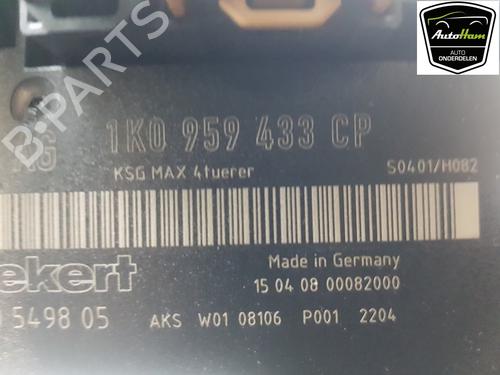 AutoHam
AUTO
ONDERDELEN
B-PARTS
1K0 959 433 CP
KSG MAX 4tuerer
S0401/H082
ekert
Made in Germany
15 04 08 00082000
5498 05
AKS W01 08106 P001 2204